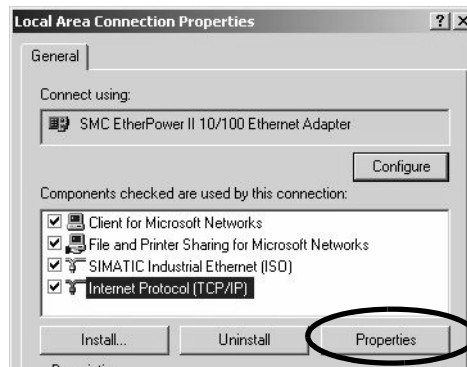 Local Area Connection Properties
General
Connect using:
SMC EtherPower II 10/100 Ethernet Adapter
Configure
Components checked are used by this connection:
Client for Microsoft Networks
File and Printer Sharing for Microsoft Networks
SIMATIC Industrial Ethernet (ISO)
Internet Protocol (TCP/IP)
Install... Uninstall Properties